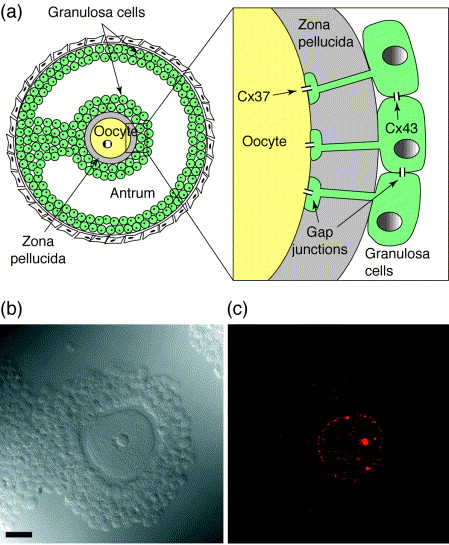 (a)
Granulosa cells
Oocyte
Antrum
Zona
pellucida
Zona
pellucida
Cx37
Cx43
Oocyte
Gap
junctions
Granulosa
cells
(b)
(c)